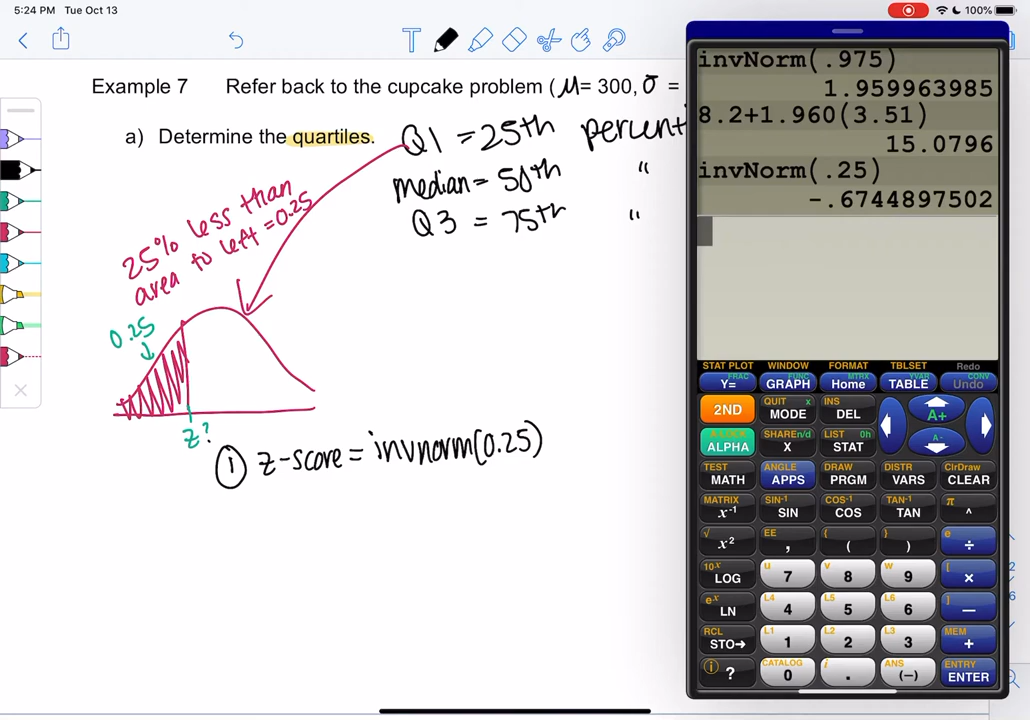 5:24 PM Tue Oct 13
100%
Example 7 Refer back to the cupcake problem (μ= 300, σ =
a) Determine the quartiles.
Q1 = 25th percenti
median = 50th "
Q3 = 75th "
25% less than
area to left = 0.25
0.25
z?
① z-score = invnorm(0.25)
invNorm(.975)
1.959963985
8.2+1.960(3.51)
15.0796
invNorm(.25)
-.6744897502
STAT PLOT WINDOW FORMAT TBLSET Redo
Y= GRAPH Home TABLE Undo
QUIT x INS
2ND MODE DEL A+
SHARE n/d LIST 0h
ALPHA X STAT A-
TEST ANGLE DRAW DISTR ClrDraw
MATH APPS PRGM VARS CLEAR
MATRIX SIN-1 COS-1 TAN-1 π
x-1 SIN COS TAN ^
√ EE { } e
x2 , ( ) ÷
10x u v w [
LOG 7 8 9 ×
ex L4 L5 L6 ]
LN 4 5 6 —
RCL L1 L2 L3 MEM
STO→ 1 2 3 +
CATALOG i ANS ENTRY
? 0 . (—) ENTER